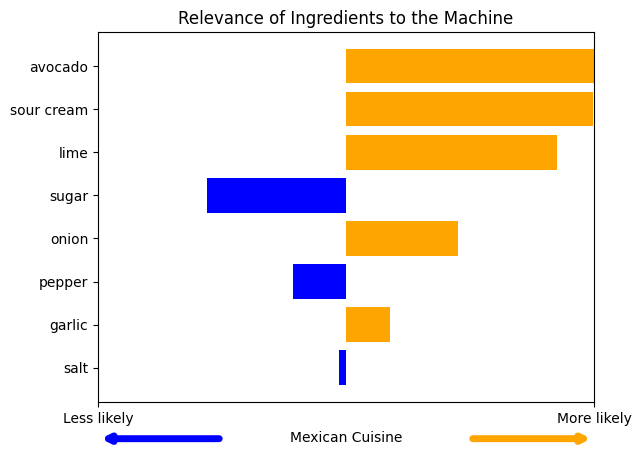 Relevance of Ingredients to the Machine
avocado
sour cream
lime
sugar
onion
pepper
garlic
salt
Less likely
More likely
Mexican Cuisine